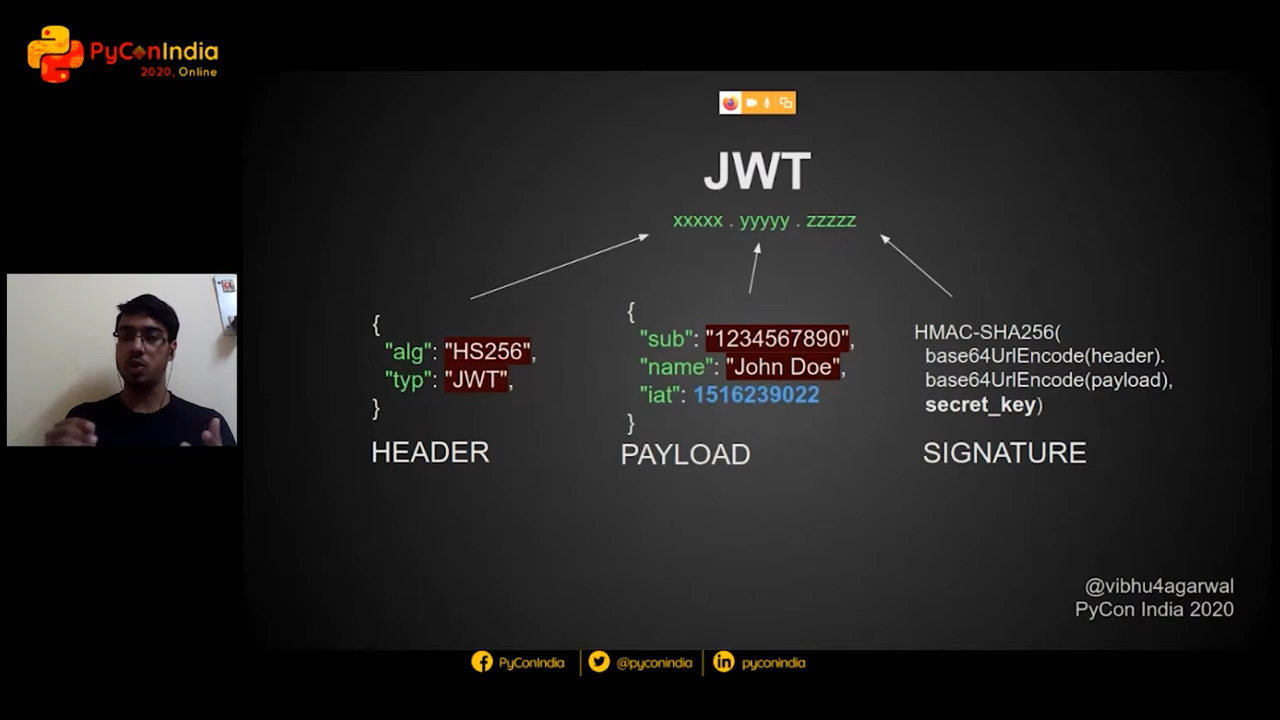 PyConIndia
2020, Online
JWT
xxxxx . yyyyy . zzzzz
{
"alg": "HS256",
"typ": "JWT",
}
HEADER
{
"sub": "1234567890",
"name": "John Doe",
"iat": 1516239022
}
PAYLOAD
HMAC-SHA256(
base64UrlEncode(header).
base64UrlEncode(payload),
secret_key)
SIGNATURE
@vibhu4agarwal
PyCon India 2020
PyConIndia
@pyconindia
pyconindia